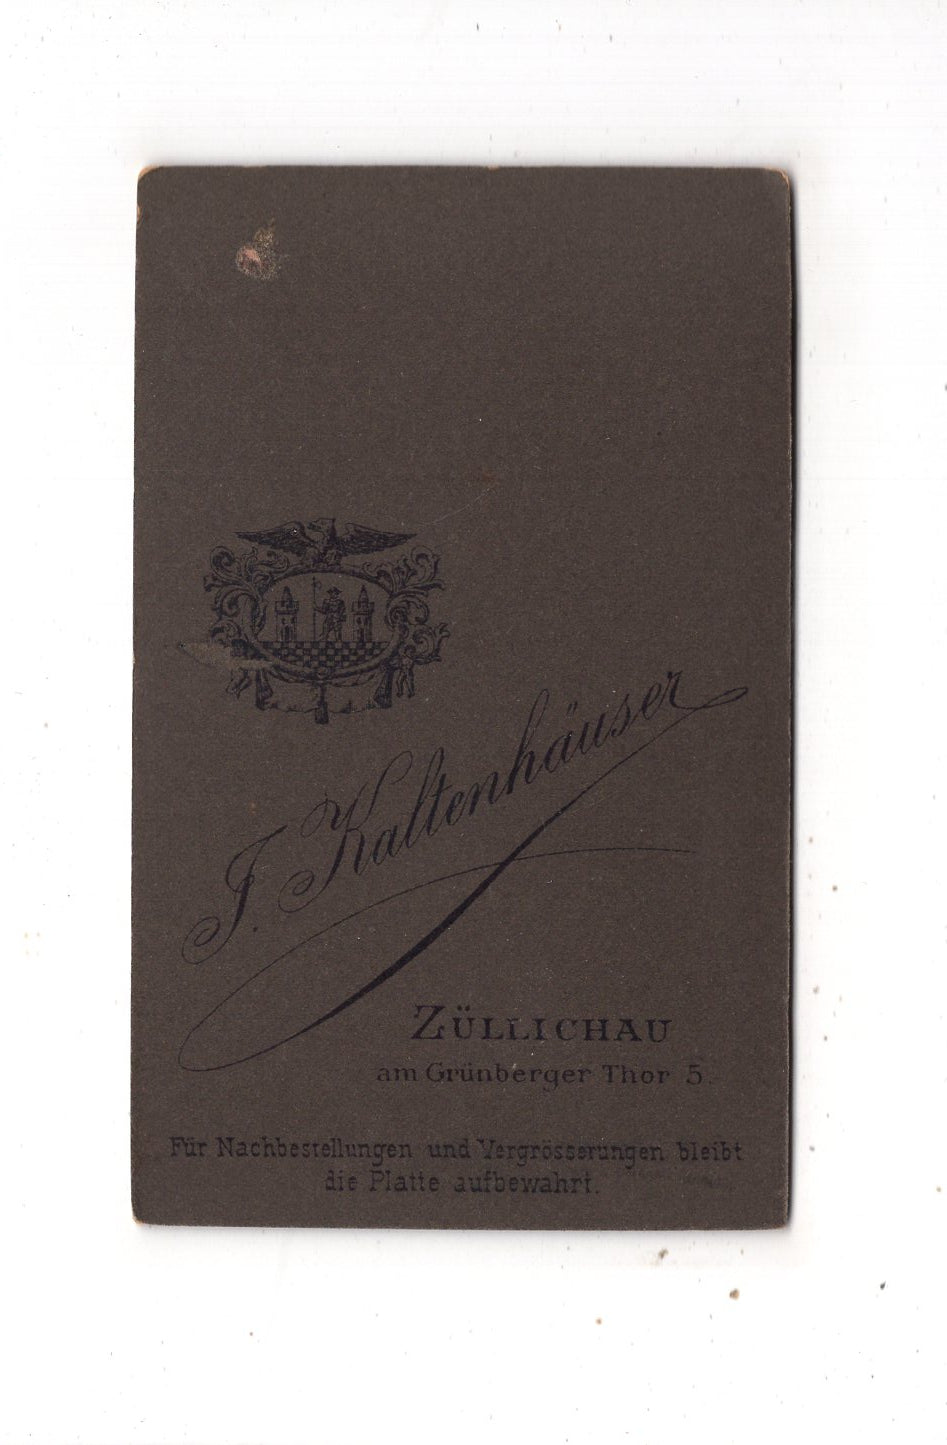 J. Kaltenhäuser
ZÜLLICHAU
am Grünberger Thor 5.
Für Nachbestellungen und Vergrösserungen bleibt
die Platte aufbewahrt.